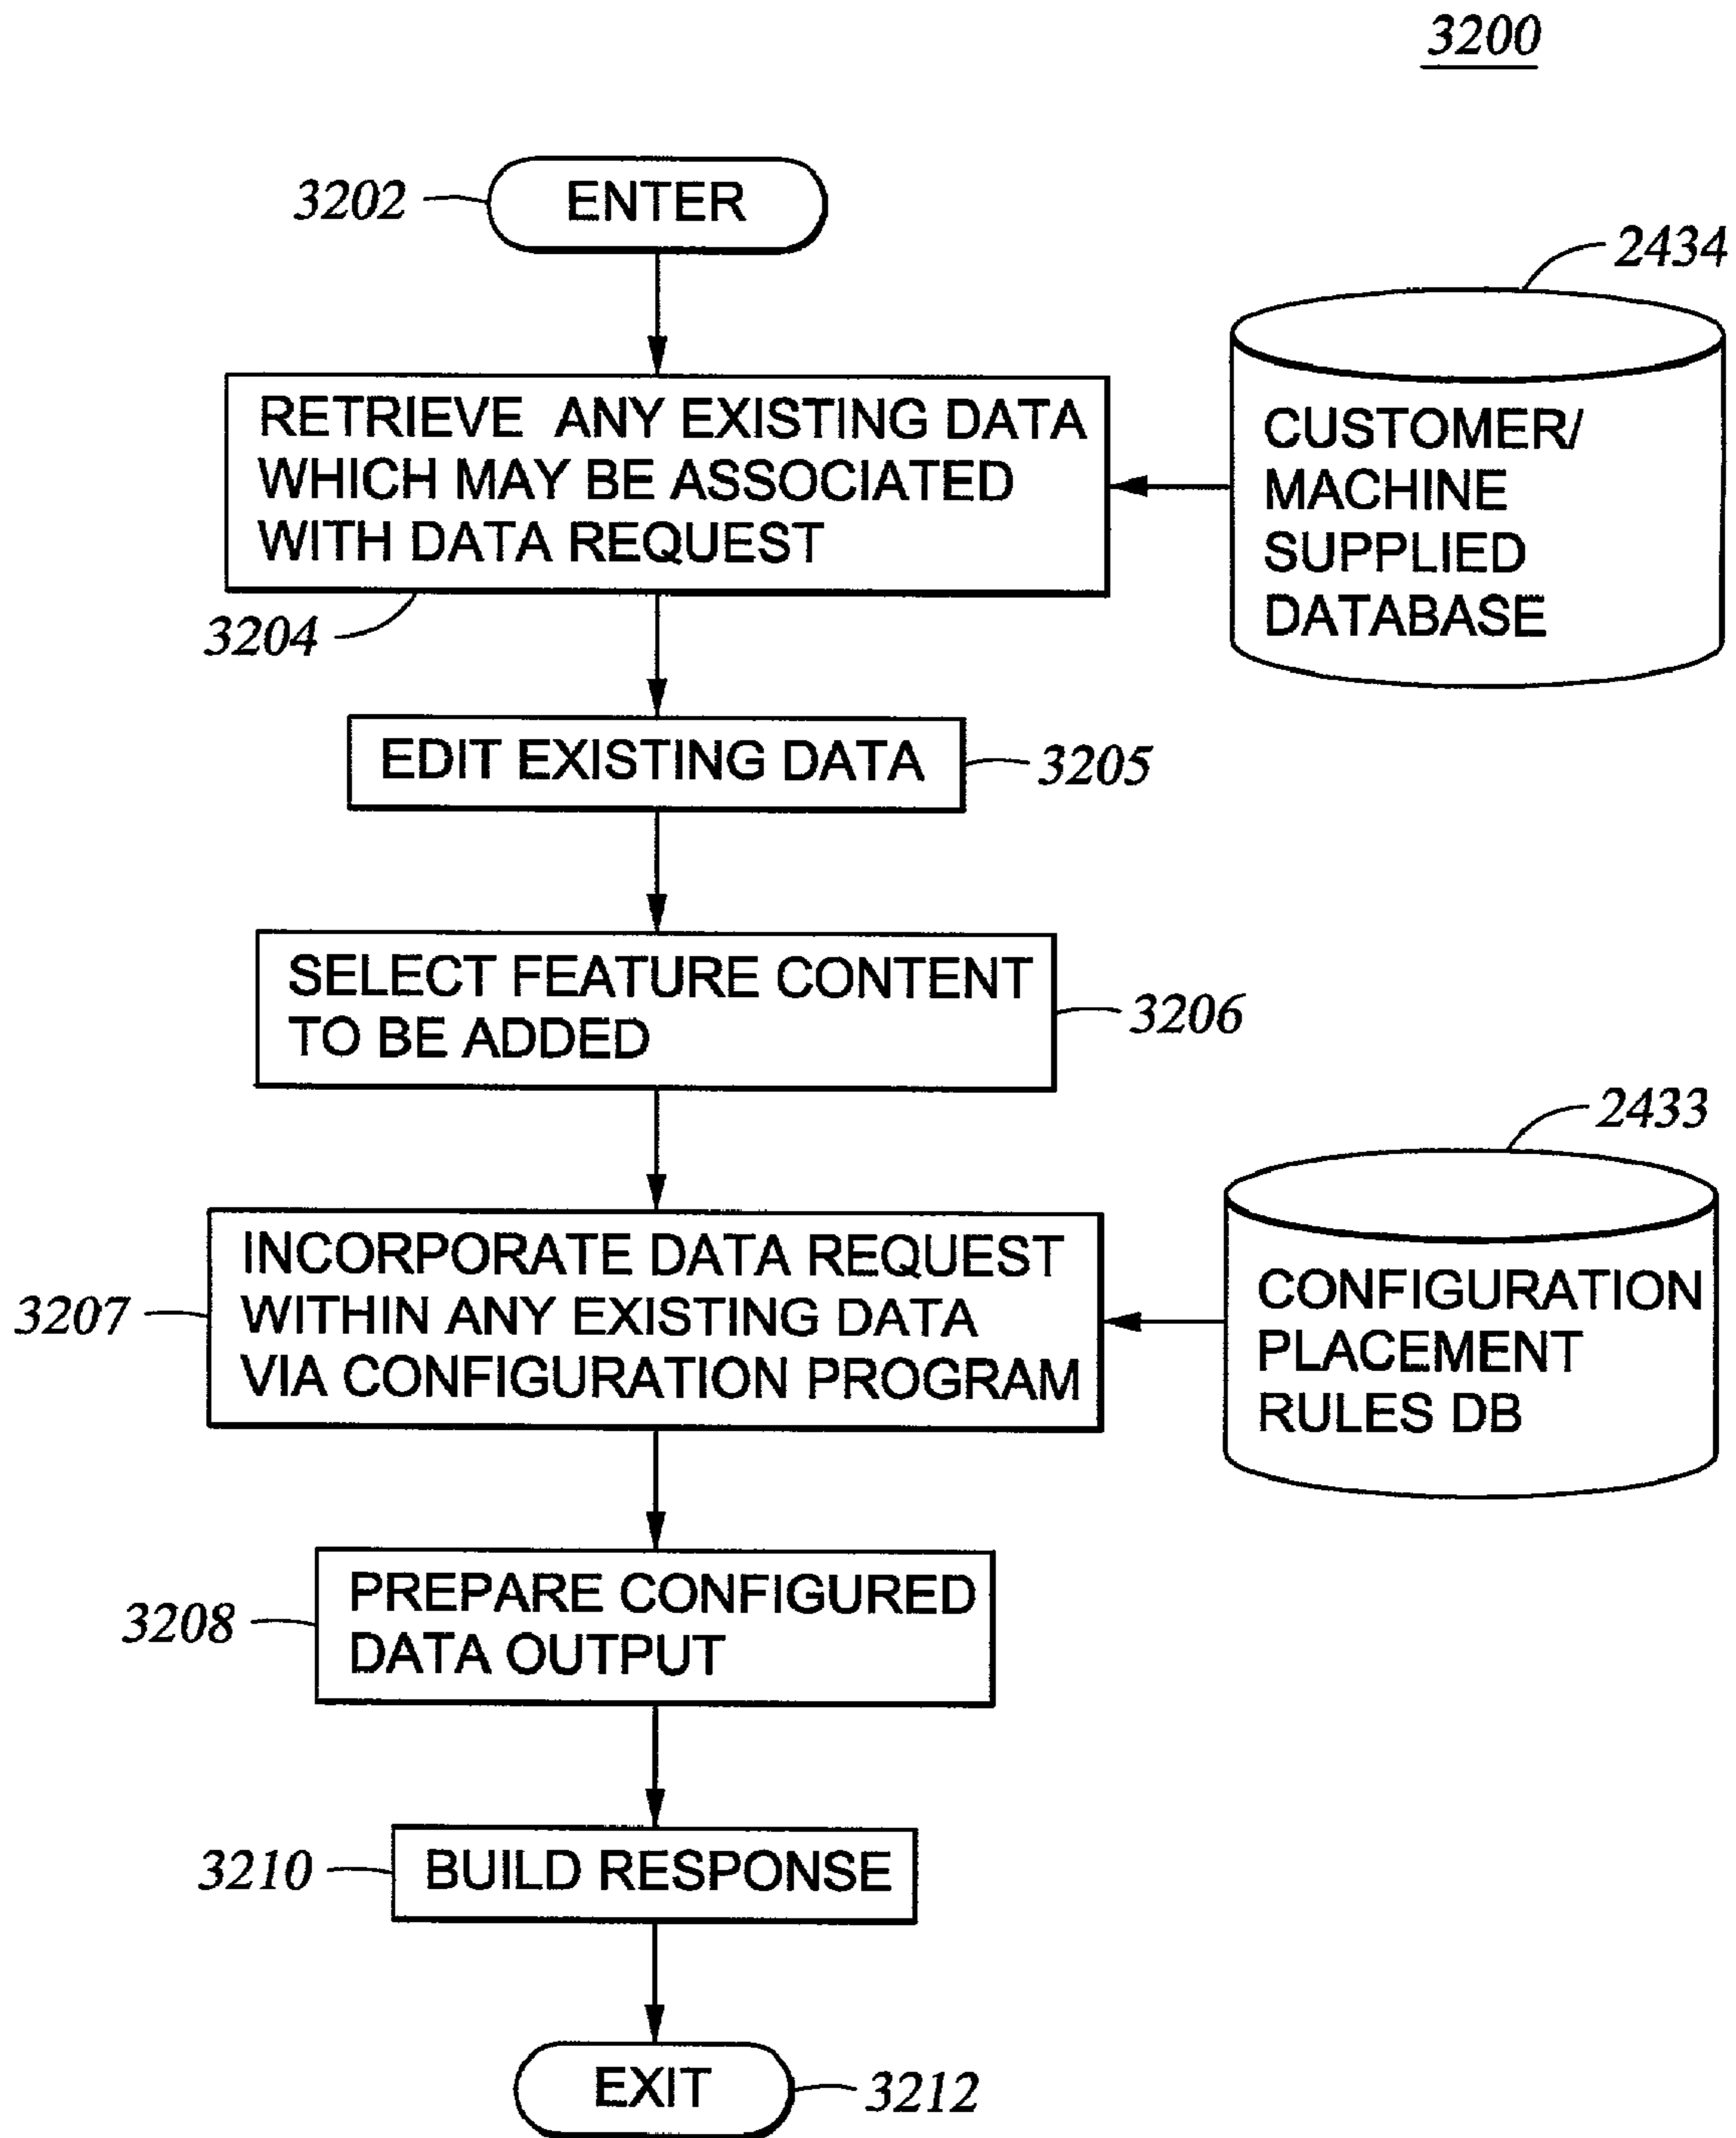 3200
3202
ENTER
2434
RETRIEVE ANY EXISTING DATA
WHICH MAY BE ASSOCIATED
WITH DATA REQUEST
CUSTOMER/
MACHINE
SUPPLIED
DATABASE
3204
EDIT EXISTING DATA
3205
SELECT FEATURE CONTENT
TO BE ADDED
3206
2433
3207
INCORPORATE DATA REQUEST
WITHIN ANY EXISTING DATA
VIA CONFIGURATION PROGRAM
CONFIGURATION
PLACEMENT
RULES DB
3208
PREPARE CONFIGURED
DATA OUTPUT
3210
BUILD RESPONSE
EXIT
3212